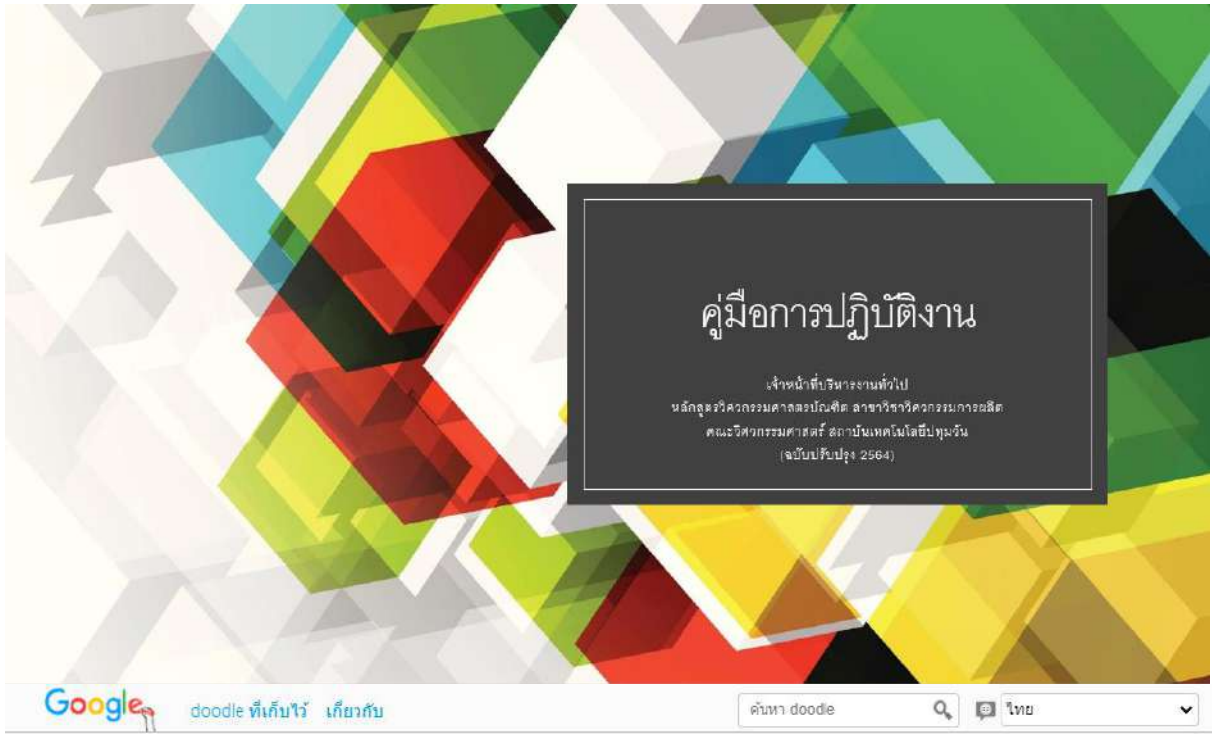 คู่มือการปฏิบัติงาน
เจ้าหน้าที่บริหารงานทั่วไป
หลักสูตรวิศวกรรมศาสตรบัณฑิต สาขาวิชาวิศวกรรมการผลิต
คณะวิศวกรรมศาสตร์ สถาบันเทคโนโลยีปทุมวัน
(ฉบับปรับปรุง 2564)
Google doodle ที่เก็บไว้ เกี่ยวกับ ค้นหา doodle ไทย